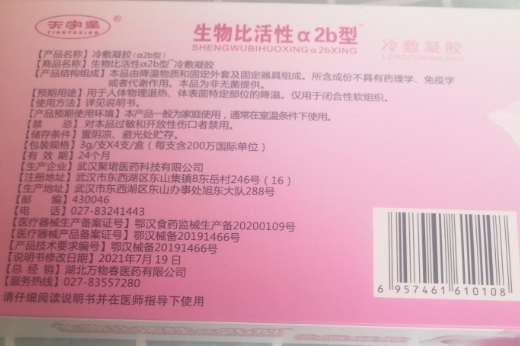 天宇堡
TIANYUBAO
生物比活性α2b型
SHENGWUBIHUOXINGα2bXING
冷敷凝胶
LENGFUNINGJIAO
【产品名称】冷敷凝胶（α2b型）
【商品名称】生物比活性α2b型 冷敷凝胶
【产品结构组成】本品由降温物质和固定外套及固定器具组成。所含成份不具有药理学、免疫学
或者代谢作用。本品为非无菌提供。
【预期用途】用于人体物理退热、体表面特定部位的降温。仅用于闭合性软组织。
【使用方法】详见说明书。
【产品预期使用环境】本产品一般为家庭使用，通常在室温条件下使用。
【禁 忌】对本品过敏和开放性伤口者禁用。
【储存条件】置阴凉、避光处贮存。
【包装规格】3g/支X4支/盒（每支含200万国际单位）
【有 效 期】24个月
【生产企业】武汉聚珺医药科技有限公司
【注册地址】武汉市东西湖区东山集镇8东岳村246号（16）
【生产地址】武汉市东西湖区东山办事处旭东大队288号
【邮 编】430046
【电 话】027-83241443
【医疗器械生产备案证号】鄂汉食药监械生产备20200109号
【医疗器械产品备案证号】鄂汉械备20191466号
【产品技术要求编号】鄂汉械备20191466号
【说明书修改日期】2021年7月19日
【总 经 销】湖北万物春医药有限公司
【服务热线】027-83557280
请仔细阅读说明书并在医师指导下使用
6 957461 610108